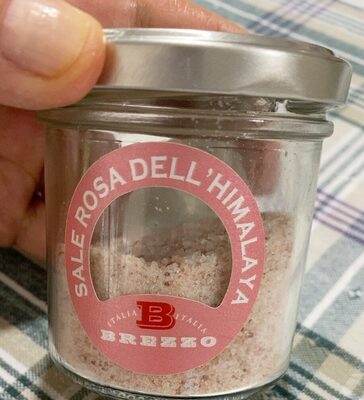 SALE ROSA DELL'HIMALAYA
B
ITALIA ITALIA
BREZZO